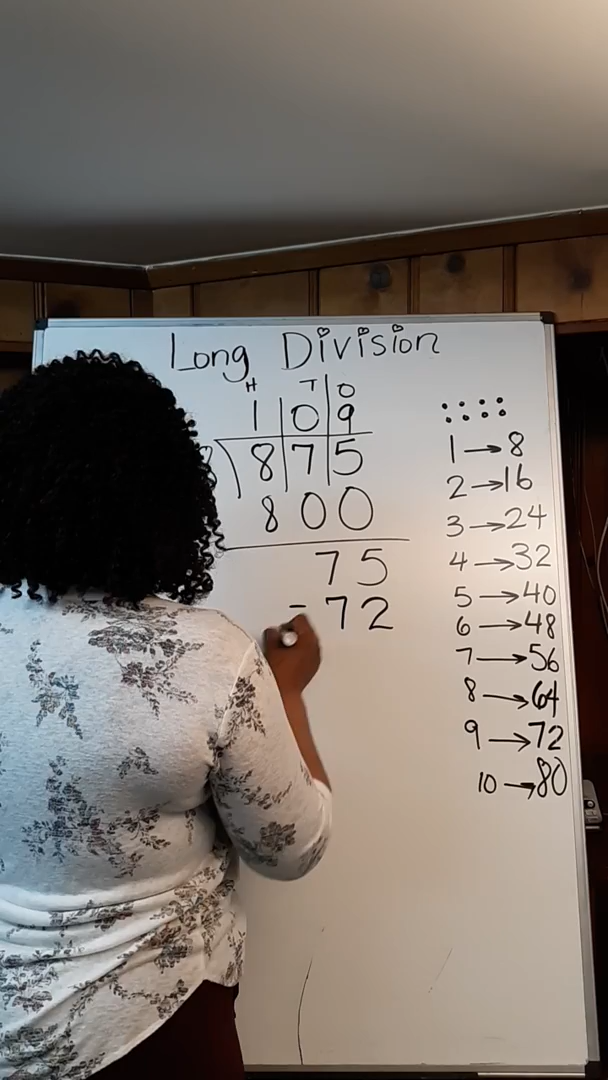 Long Division
H T O
1 0 9
8 7 5
8 0 0
7 5
- 7 2
1 → 8
2 → 16
3 → 24
4 → 32
5 → 40
6 → 48
7 → 56
8 → 64
9 → 72
10 → 80